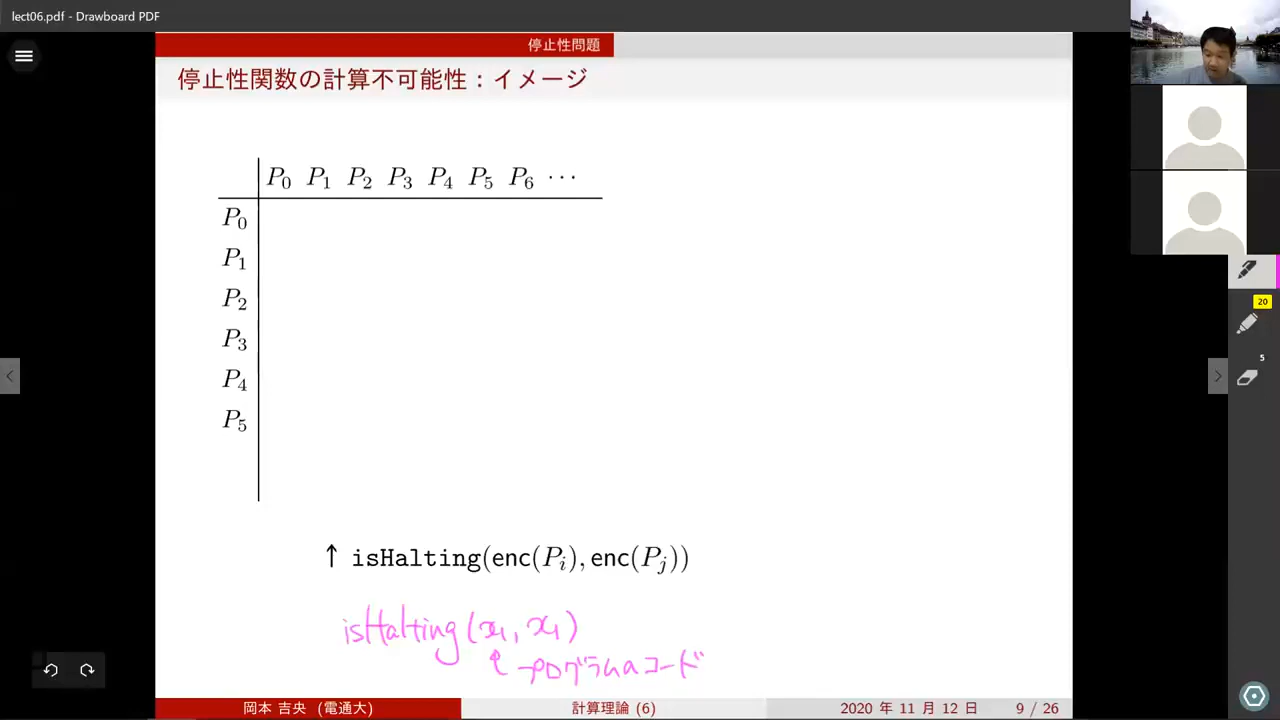 lect06.pdf - Drawboard PDF
停止性問題
停止性関数の計算不可能性：イメージ
P0 P1 P2 P3 P4 P5 P6 ···
P0
P1
P2
P3
P4
P5
20
5
↑ isHalting(enc(Pi), enc(Pj))
isHalting(x1, x1)
↑プログラムのコード
岡本 吉央 (電通大) 計算理論 (6) 2020 年 11 月 12 日 9 / 26